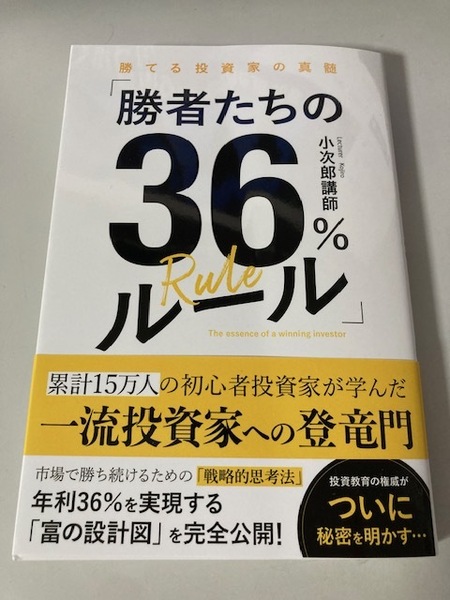 勝てる投資家の真髄
「勝者たちの
36%
Rule
ルール」
小次郎講師
Lecturer Kojiro
The essence of a winning investor
累計15万人の初心者投資家が学んだ
一流投資家への登竜門
市場で勝ち続けるための「戦略的思考法」
年利36%を実現する
「富の設計図」を完全公開!
投資教育の権威が
ついに
秘密を明かす…